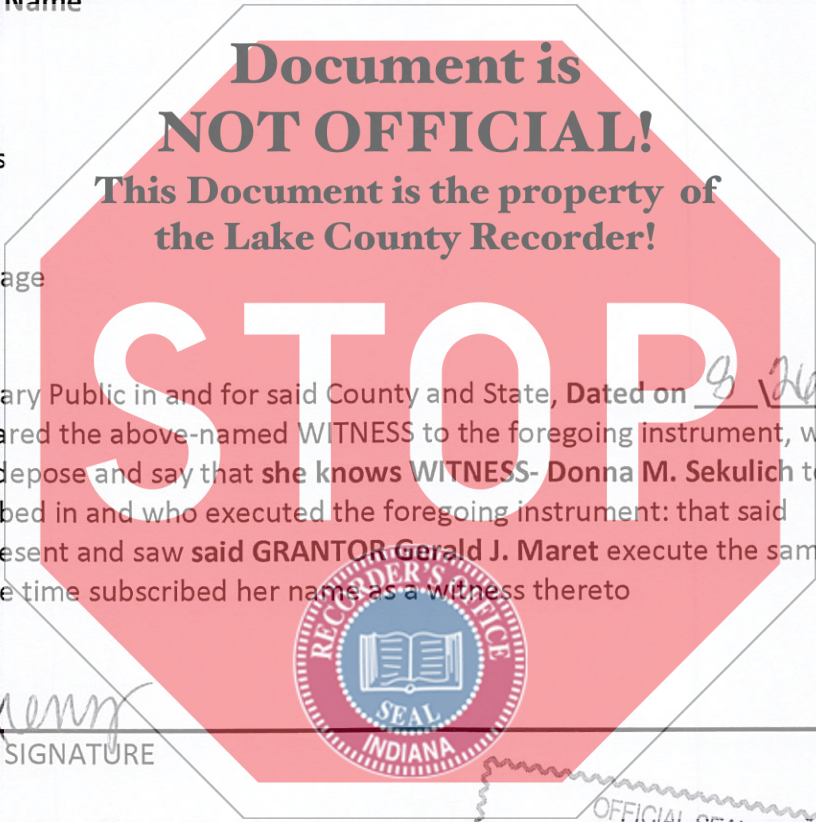 Name
Document is
NOT OFFICIAL!
s
This Document is the property of
the Lake County Recorder!
age
STOP
ary Public in and for said County and State, Dated on 8 \26
ared the above-named WITNESS to the foregoing instrument, w
depose and say that she knows WITNESS- Donna M. Sekulich to
bed in and who executed the foregoing instrument: that said
esent and saw said GRANTOR Gerald J. Maret execute the sam
e time subscribed her name as a witness thereto
RECORDER'S OFFICE
SEAL
INDIANA
SIGNATURE
OFFICIAL SEAL